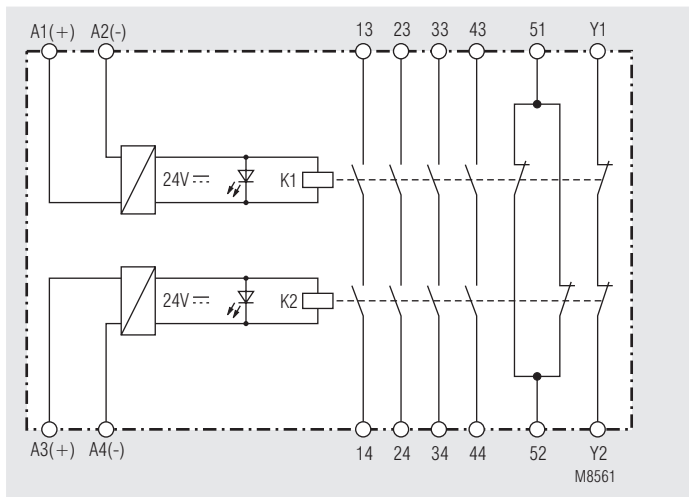 A1(+) A2(-) 13 23 33 43 51 Y1
24V K1
24V K2
A3(+) A4(-) 14 24 34 44 52 Y2
M8561